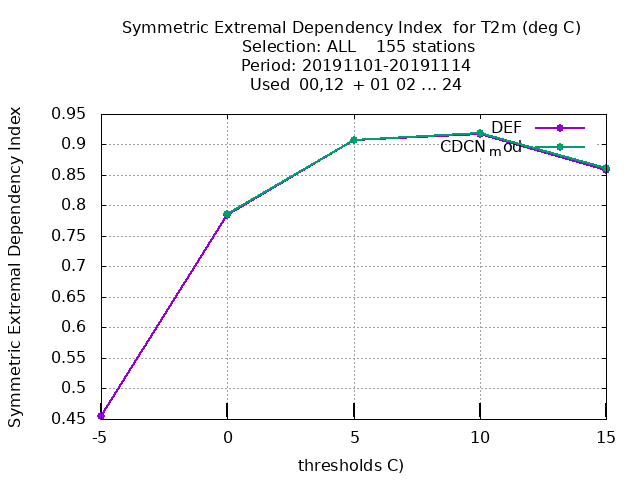 Symmetric Extremal Dependency Index  for T2m (deg C)
Selection: ALL    155 stations
Period: 20191101-20191114
Used  00,12  + 01 02 ... 24
Symmetric Extremal Dependency Index
0.95
0.9
0.85
0.8
0.75
0.7
0.65
0.6
0.55
0.5
0.45
DEF
CDCNmod
-5 0 5 10 15
thresholds C)